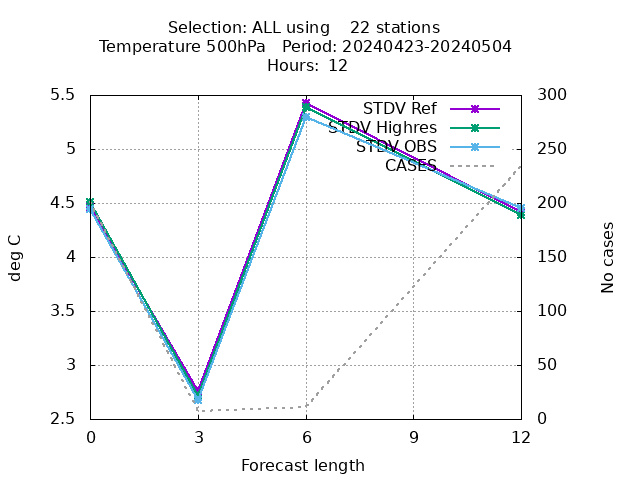 Selection: ALL using    22 stations
Temperature 500hPa   Period: 20240423-20240504
Hours: 12
5.5
5
4.5
4
3.5
3
2.5
deg C
STDV Ref
STDV Highres
STDV OBS
CASES
300
250
200
150
100
50
0
No cases
0 3 6 9 12
Forecast length